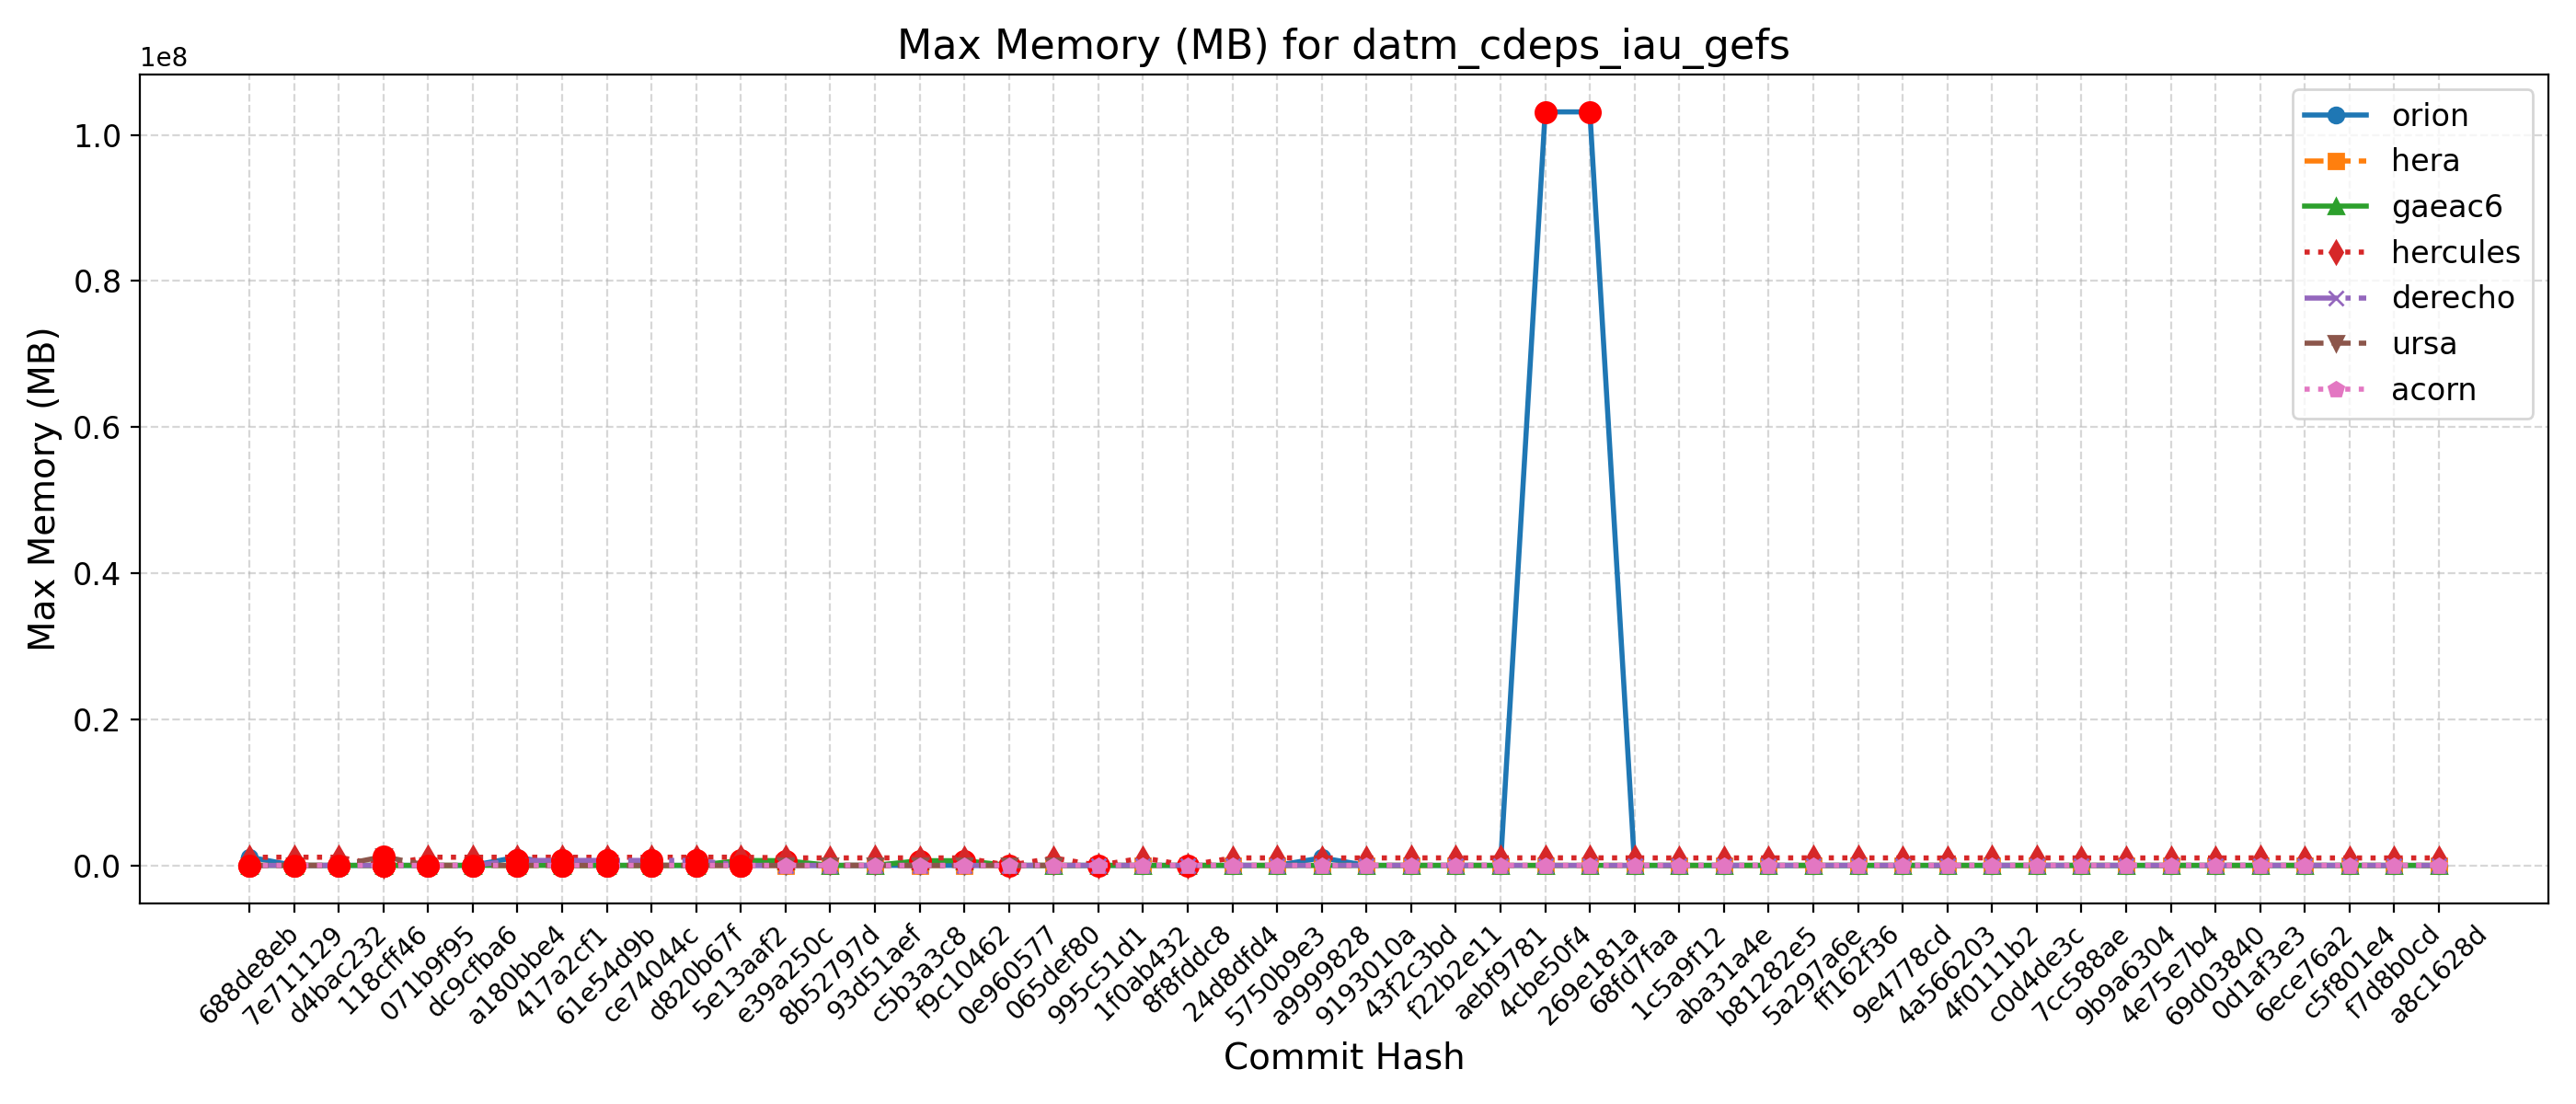 Max Memory (MB) for datm_cdeps_iau_gefs
1e8
1.0
0.8
0.6
0.4
0.2
0.0
Max Memory (MB)
orion
hera
gaeac6
hercules
derecho
ursa
acorn
688de8eb
7e711129
d4bac232
118cff46
071b9f95
dc9cfba6
a180bbe4
417a2cf1
61e54d9b
ce74044c
d820b67f
5e13aaf2
e39a250c
8b52797d
93d51aef
c5b3a3c8
f9c10462
0e960577
065def80
995c51d1
1f0ab432
8f8fddc8
24d8dfd4
5750b9e3
a9999828
9193010a
43f2c3bd
f22b2e11
aebf9781
4cbe50f4
269e181a
68fd7faa
1c5a9f12
aba31a4e
b81282e5
5a297a6e
ff162f36
9e4778cd
4a566203
4f0111b2
c0d4de3c
7cc588ae
9b9a6304
4e75e7b4
69d03840
0d1af3e3
6ece76a2
c5f801e4
f7d8b0cd
a8c1628d
Commit Hash